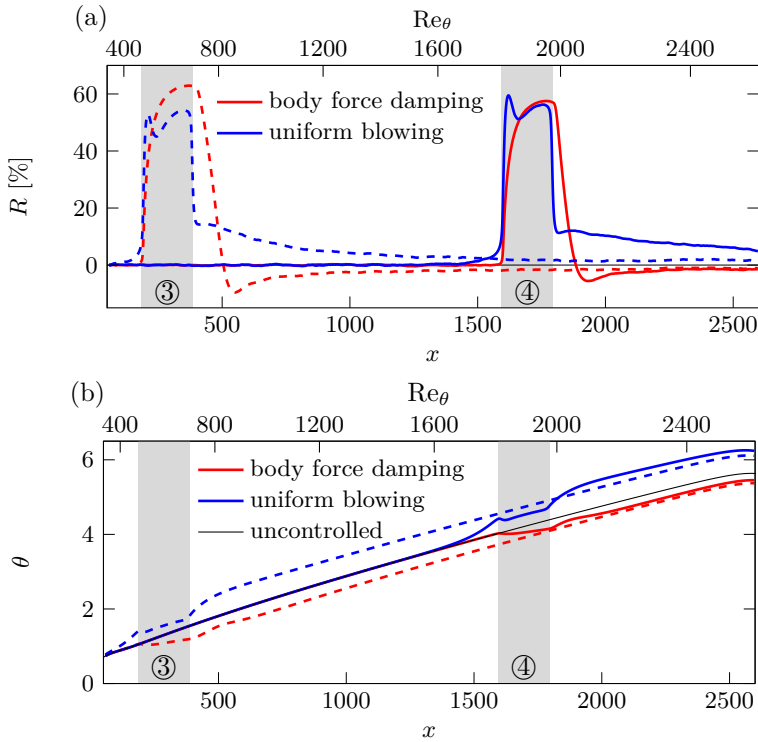 (a)
Reθ
400 800 1200 1600 2000 2400
60
40
20
0
R [%]
body force damping
uniform blowing
③ ④
500 1000 1500 2000 2500
x
(b)
Reθ
400 800 1200 1600 2000 2400
6
4
2
0
θ
body force damping
uniform blowing
uncontrolled
③ ④
500 1000 1500 2000 2500
x